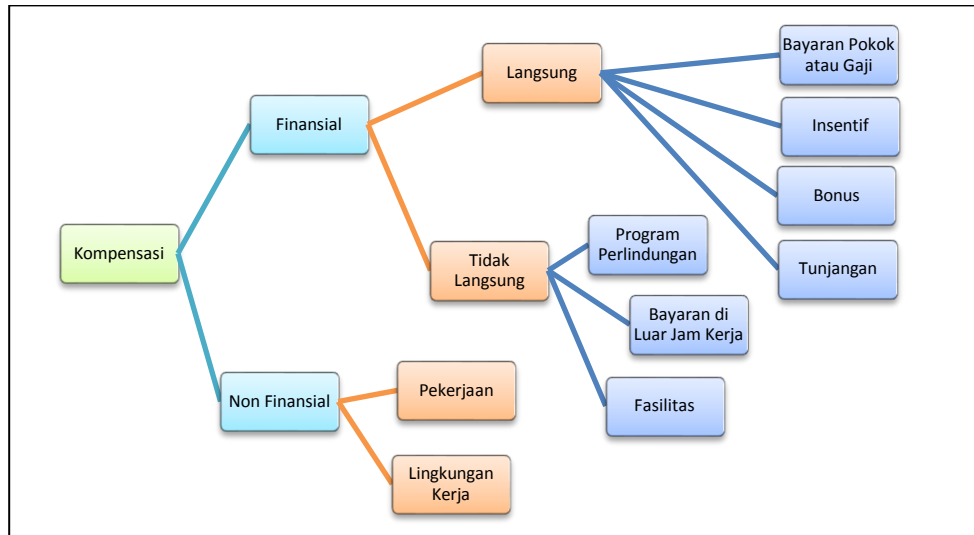 Kompensasi
Finansial
Langsung
Bayaran Pokok
atau Gaji
Insentif
Bonus
Tunjangan
Tidak
Langsung
Program
Perlindungan
Bayaran di
Luar Jam Kerja
Fasilitas
Non Finansial
Pekerjaan
Lingkungan
Kerja